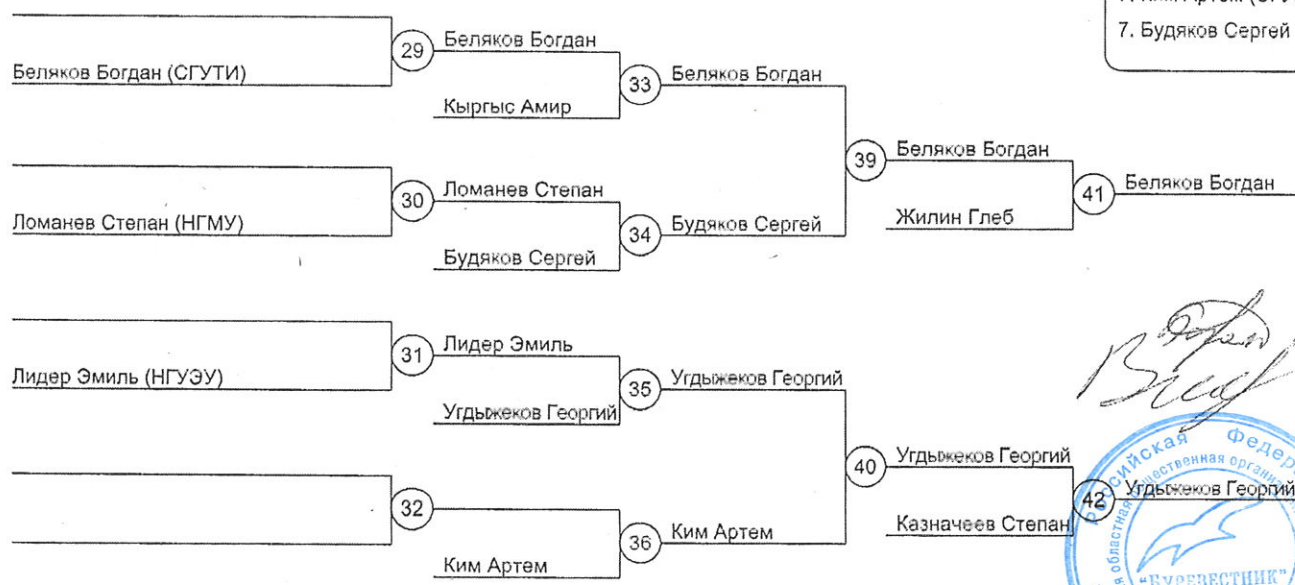 7. Будяков Сергей
29 Беляков Богдан
Беляков Богдан (СГУТИ)
33 Беляков Богдан
Кыргыс Амир
39 Беляков Богдан
41 Беляков Богдан
Жилин Глеб
30 Ломанев Степан
Ломанев Степан (НГМУ)
34 Будяков Сергей
Будяков Сергей
31 Лидер Эмиль
Лидер Эмиль (НГУЭУ)
35 Угдыжеков Георгий
Угдыжеков Георгий
40 Угдыжеков Георгий
42 Угдыжеков Георгий
Казначеев Степан
32
36 Ким Артем
Ким Артем
"БУРЕВЕСТНИК"